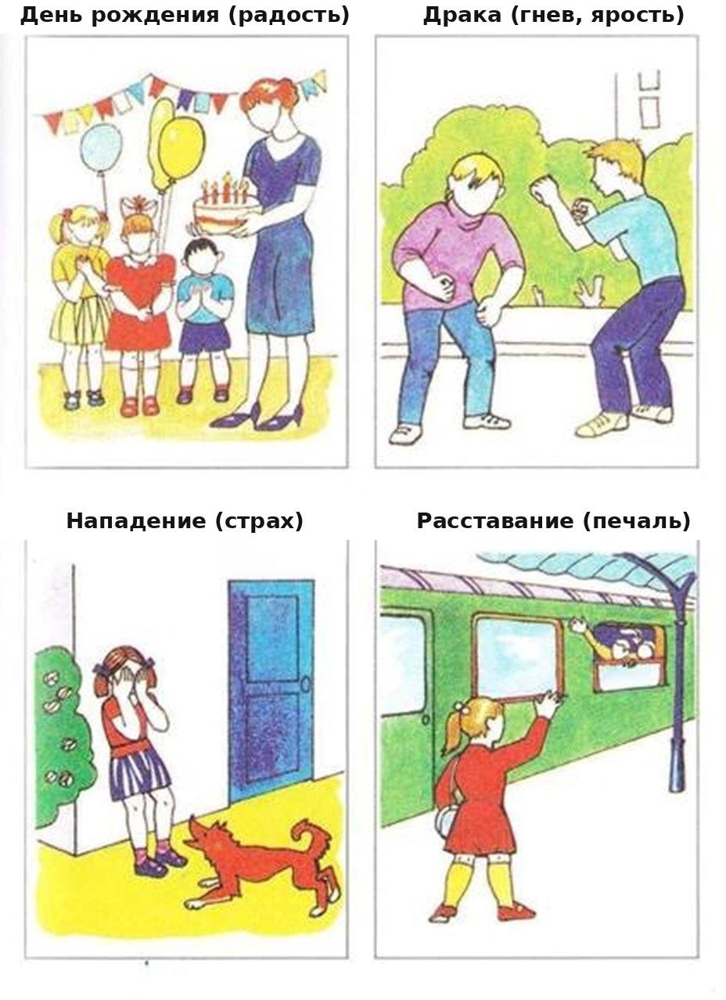 День рождения (радость)
Драка (гнев, ярость)
Нападение (страх)
Расставание (печаль)